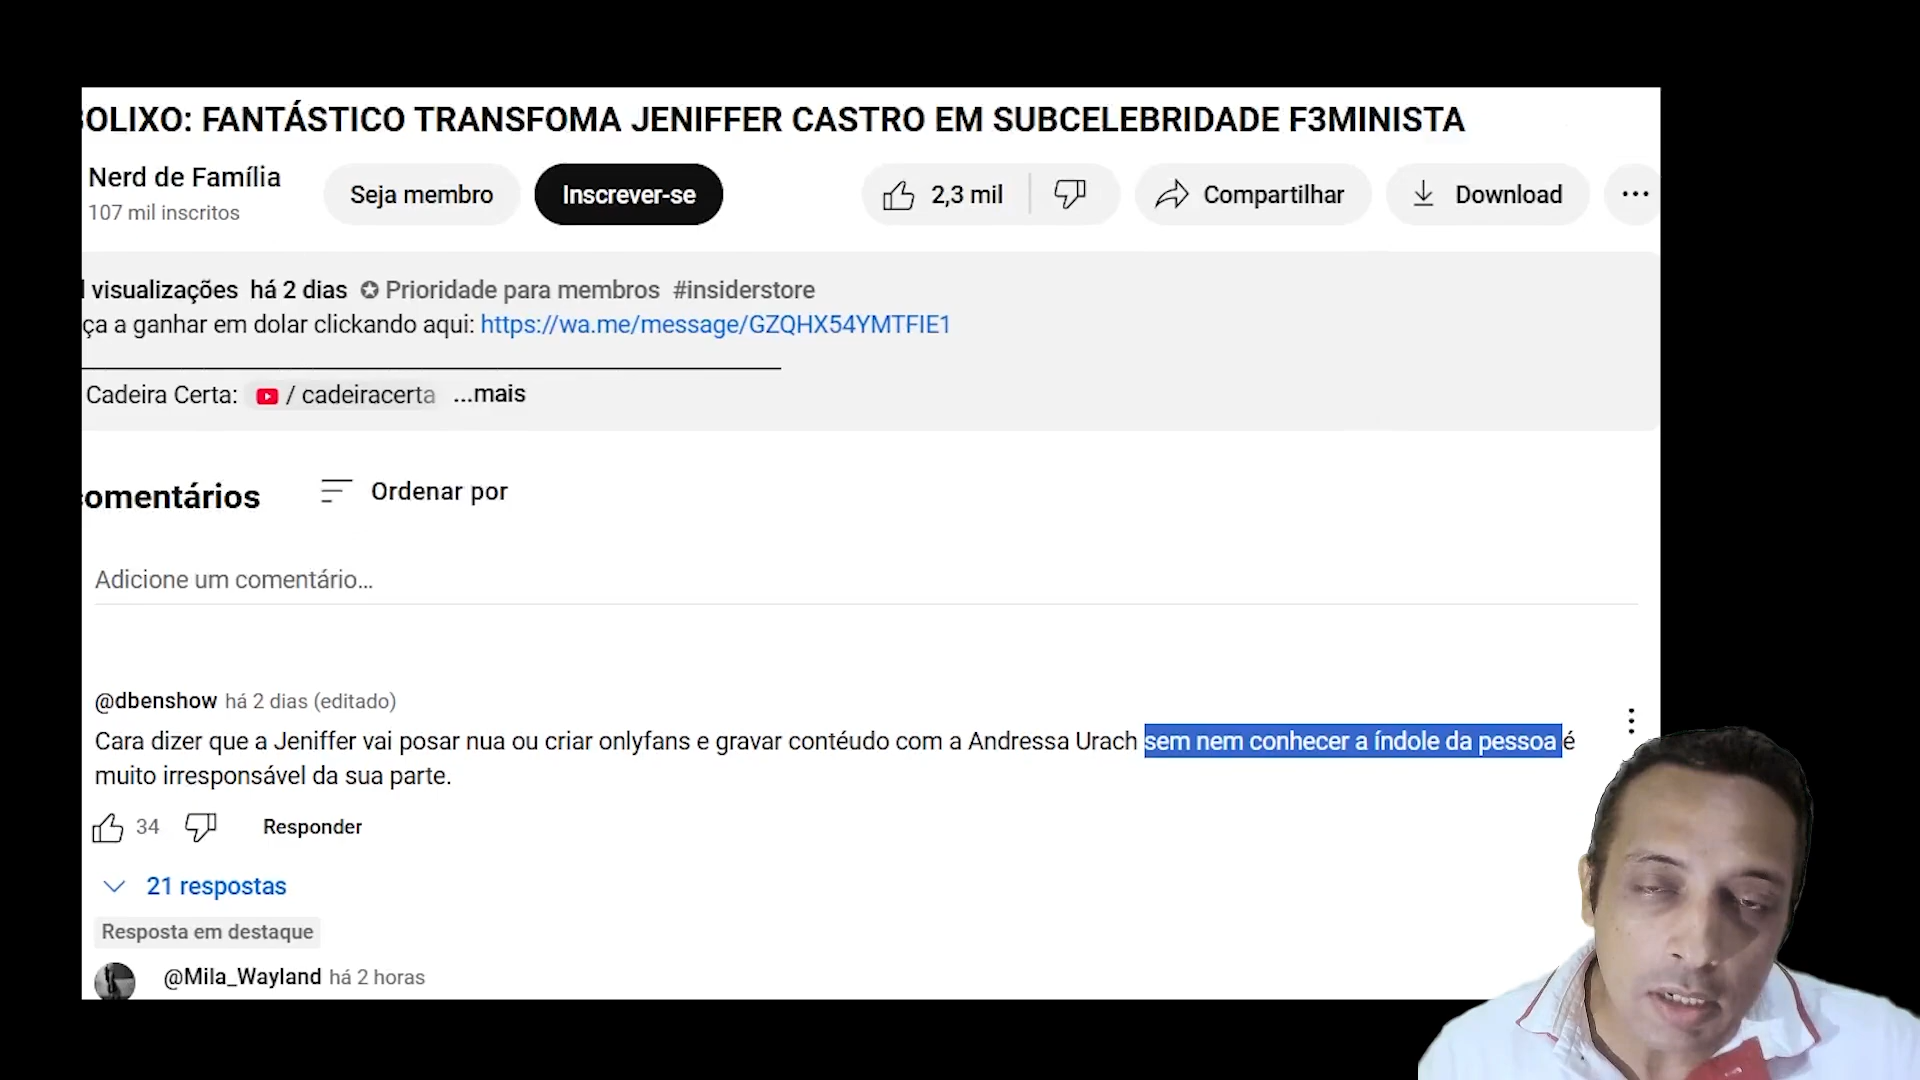 OLIXO: FANTÁSTICO TRANSFOMA JENIFFER CASTRO EM SUBCELEBRIDADE F3MINISTA
Nerd de Família
107 mil inscritos
Seja membro
Inscrever-se
2,3 mil
Compartilhar
Download
visualizações há 2 dias Prioridade para membros #insiderstore
ça a ganhar em dolar clickando aqui: https://wa.me/message/GZQHX54YMTFIE1
Cadeira Certa: / cadeiracerta ...mais
omentários
Ordenar por
Adicione um comentário...
@dbenshow há 2 dias (editado)
Cara dizer que a Jeniffer vai posar nua ou criar onlyfans e gravar contéudo com a Andressa Urach sem nem conhecer a índole da pessoa é
muito irresponsável da sua parte.
34
Responder
21 respostas
Resposta em destaque
@Mila_Wayland há 2 horas